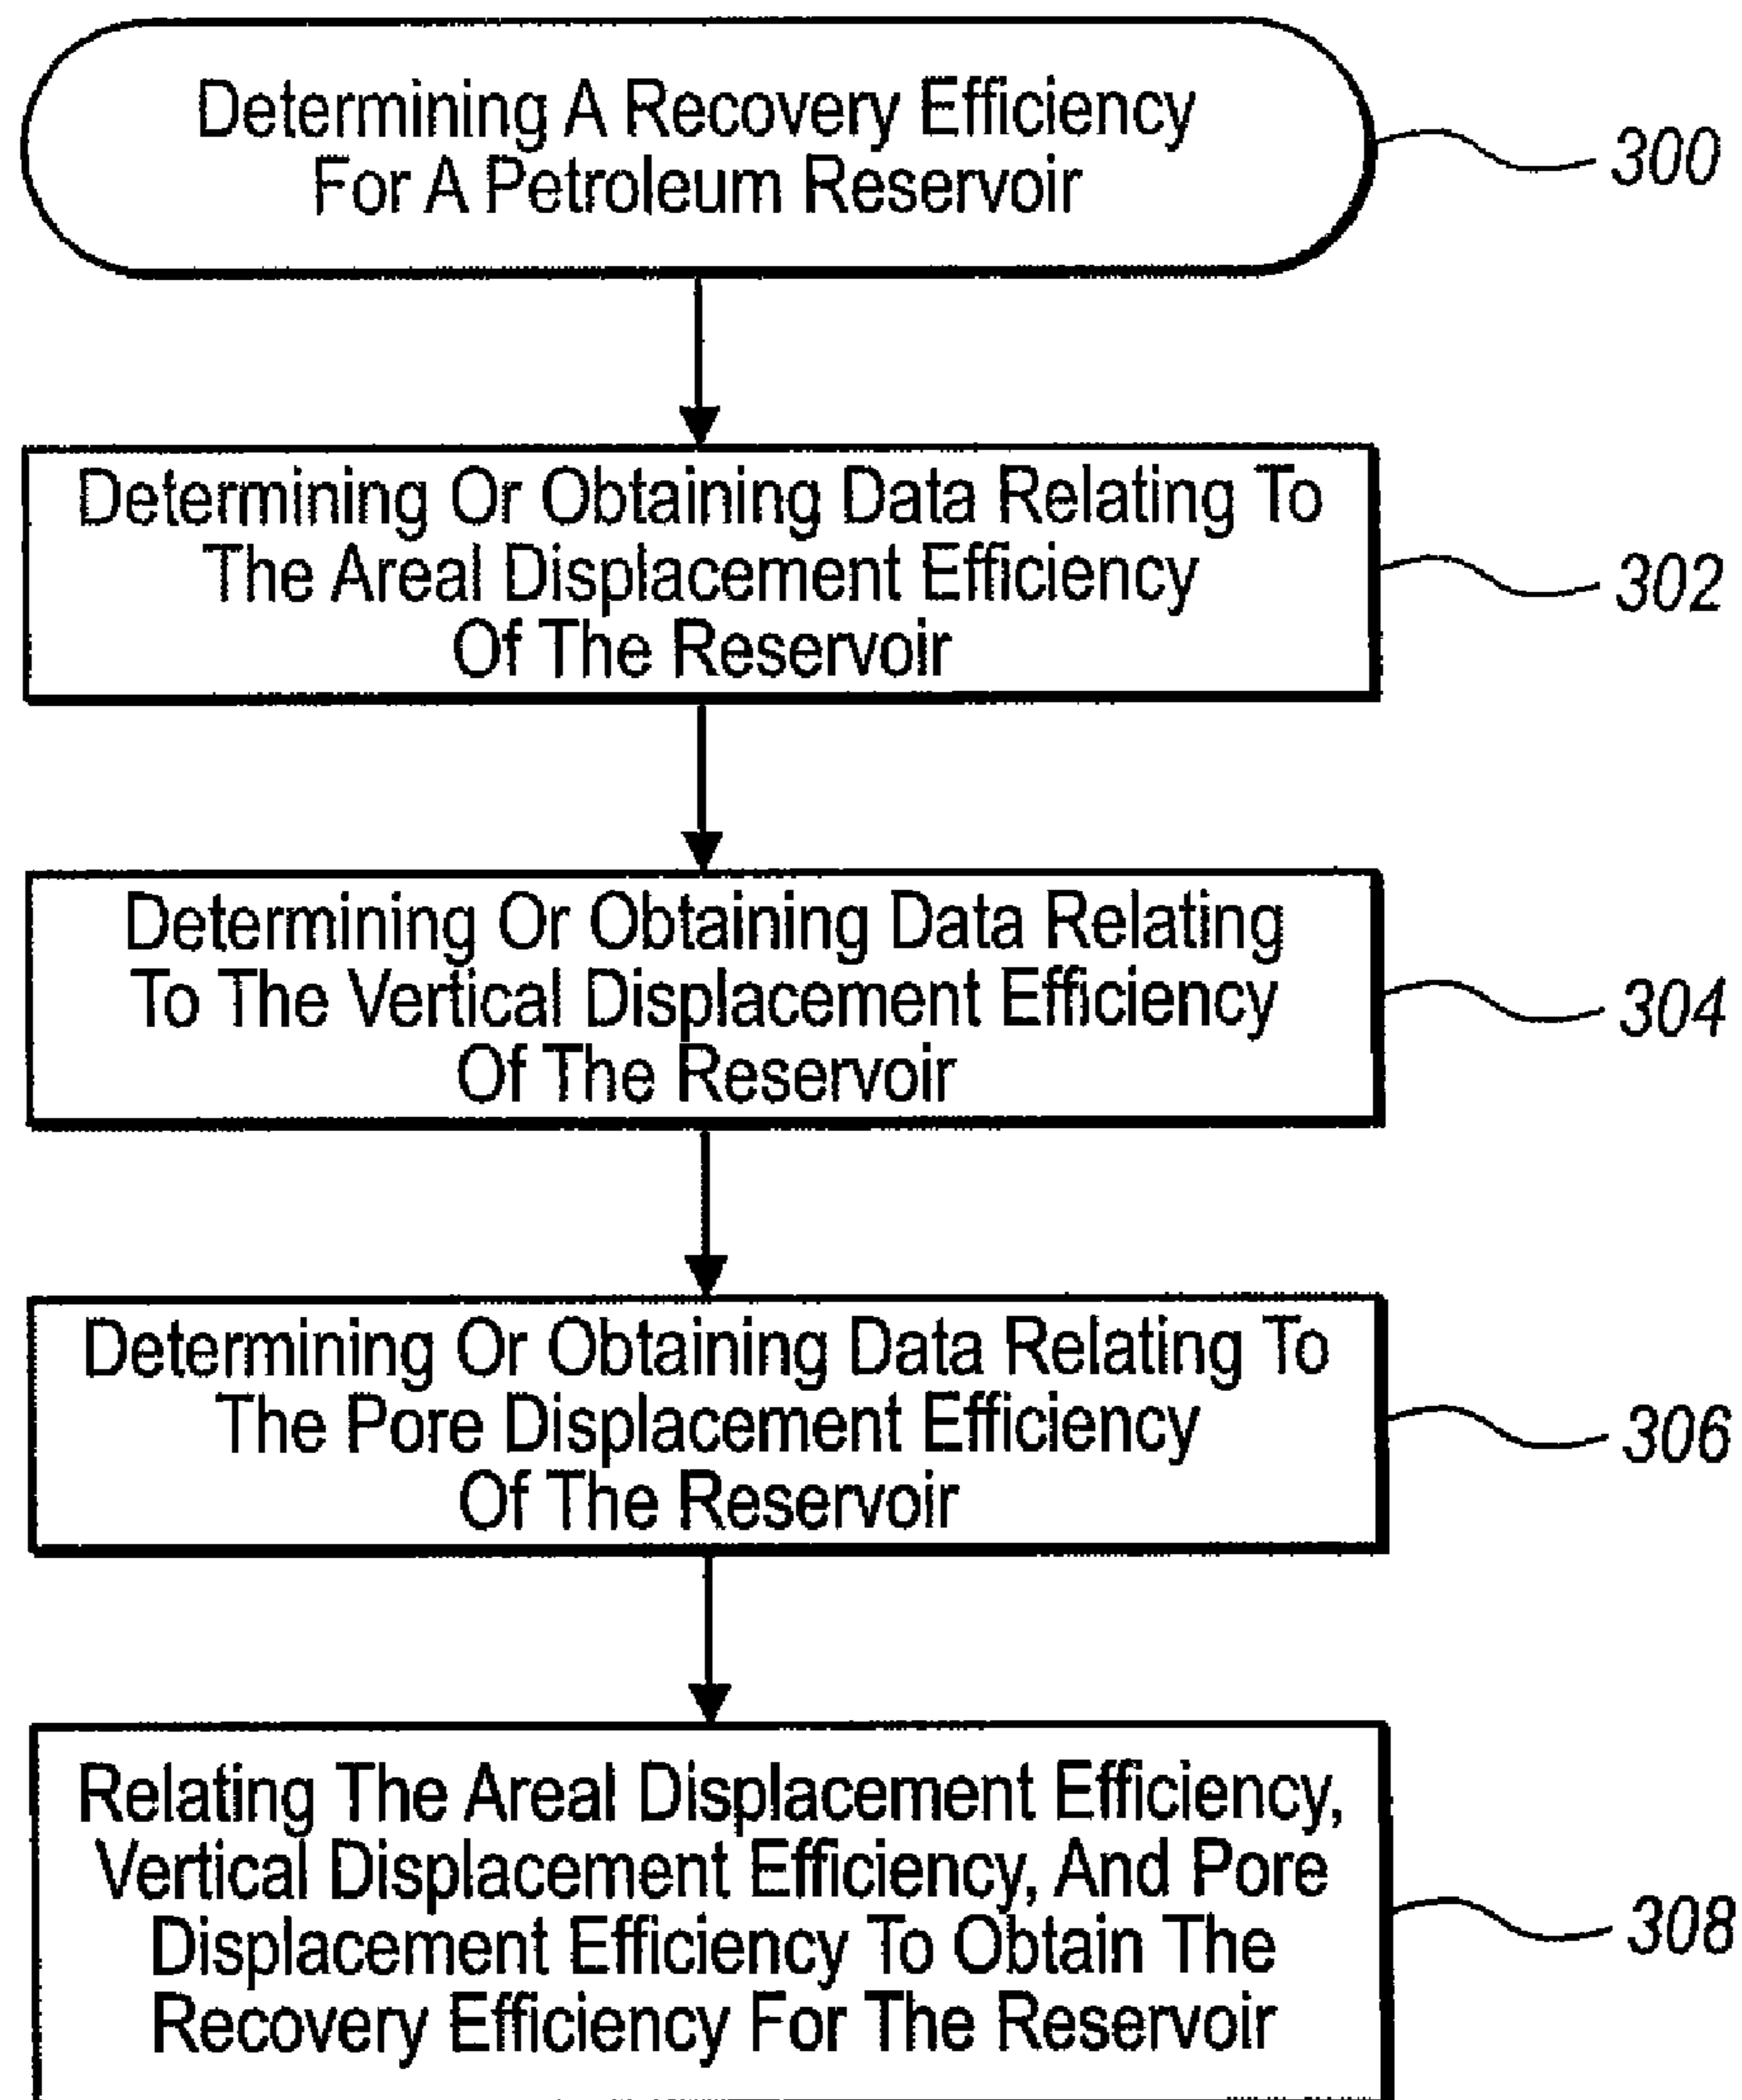 Determining A Recovery Efficiency
For A Petroleum Reservoir
300
Determining Or Obtaining Data Relating To
The Areal Displacement Efficiency
Of The Reservoir
302
Determining Or Obtaining Data Relating
To The Vertical Displacement Efficiency
Of The Reservoir
304
Determining Or Obtaining Data Relating To
The Pore Displacement Efficiency
Of The Reservoir
306
Relating The Areal Displacement Efficiency,
Vertical Displacement Efficiency, And Pore
Displacement Efficiency To Obtain The
Recovery Efficiency For The Reservoir
308